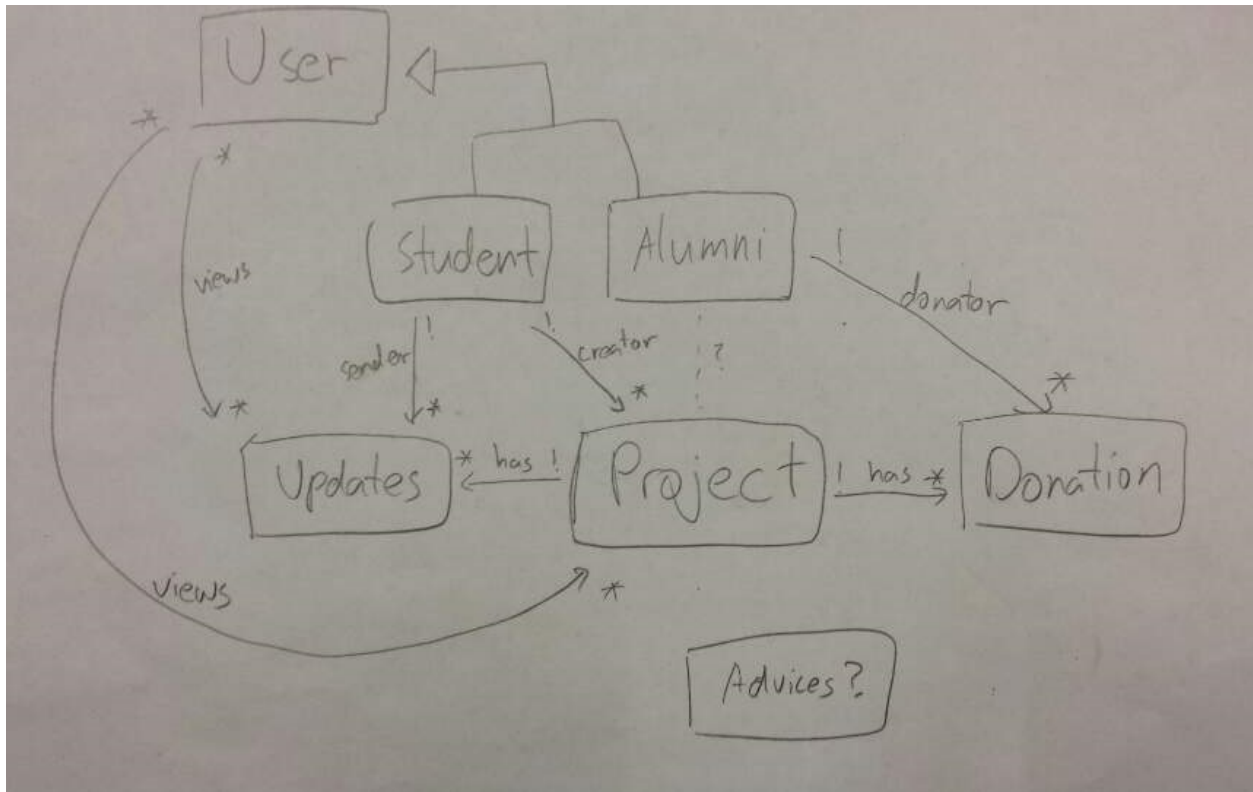 User
*
*
Student
Alumni
!
views
donator
!
!
sender
creator
?
*
*
*
*
Updates
* has !
Project
! has *
Donation
views
*
Advices?